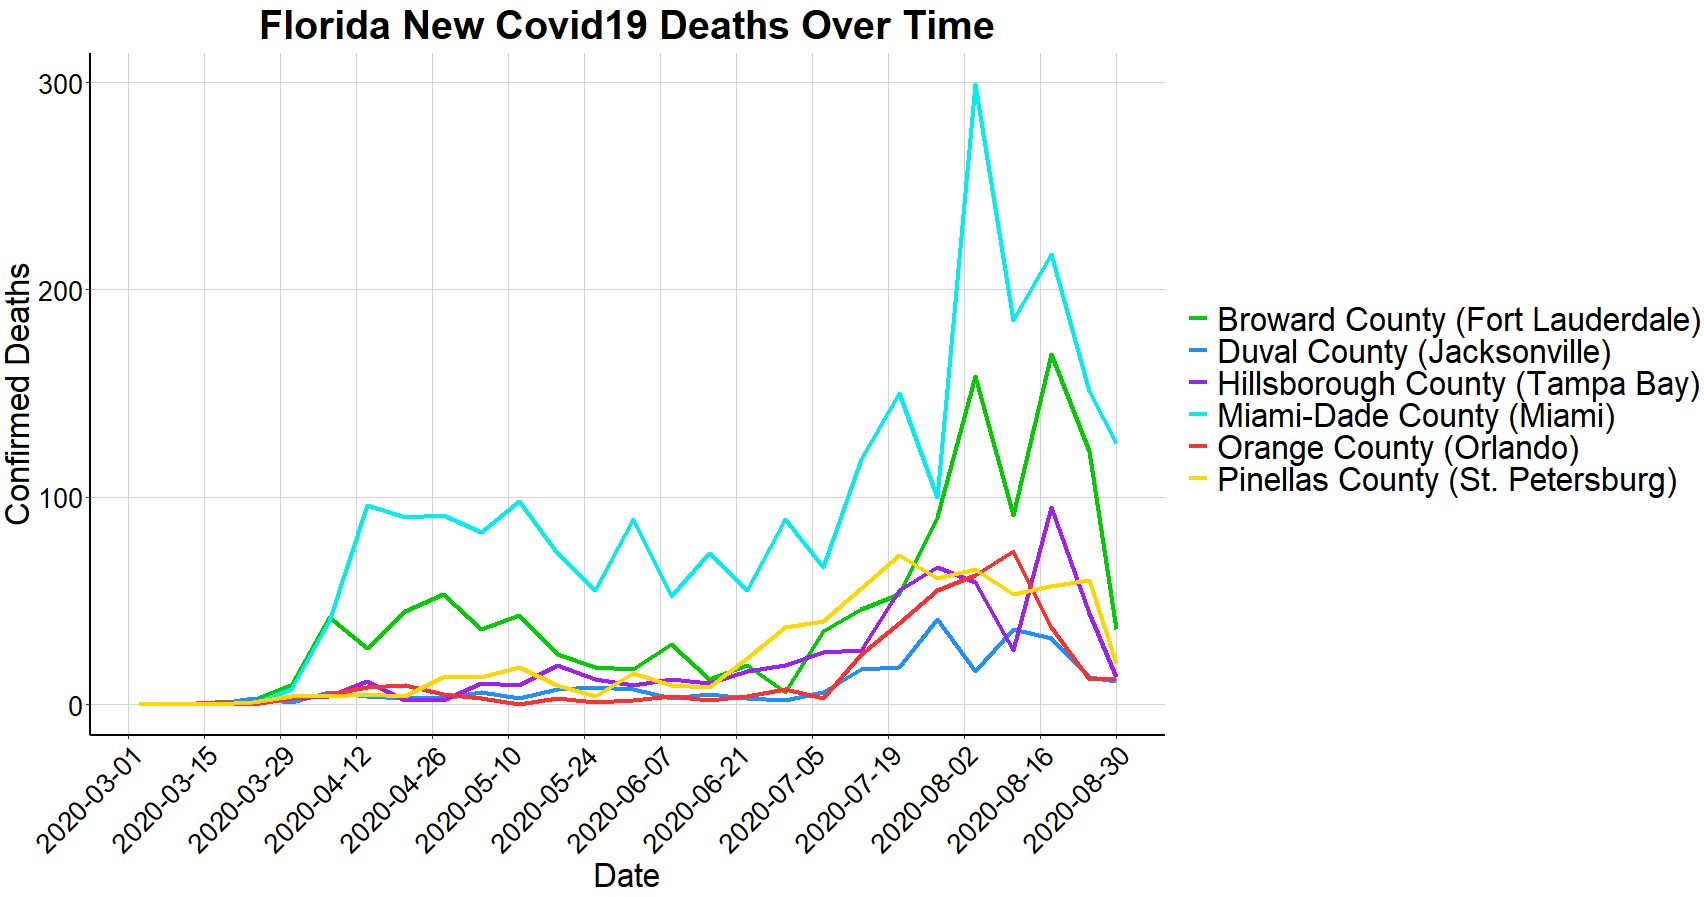 Florida New Covid19 Deaths Over Time
Confirmed Deaths
300
200
100
0
2020-03-01
2020-03-15
2020-03-29
2020-04-12
2020-04-26
2020-05-10
2020-05-24
2020-06-07
2020-06-21
2020-07-05
2020-07-19
2020-08-02
2020-08-16
2020-08-30
Date
Broward County (Fort Lauderdale)
Duval County (Jacksonville)
Hillsborough County (Tampa Bay)
Miami-Dade County (Miami)
Orange County (Orlando)
Pinellas County (St. Petersburg)